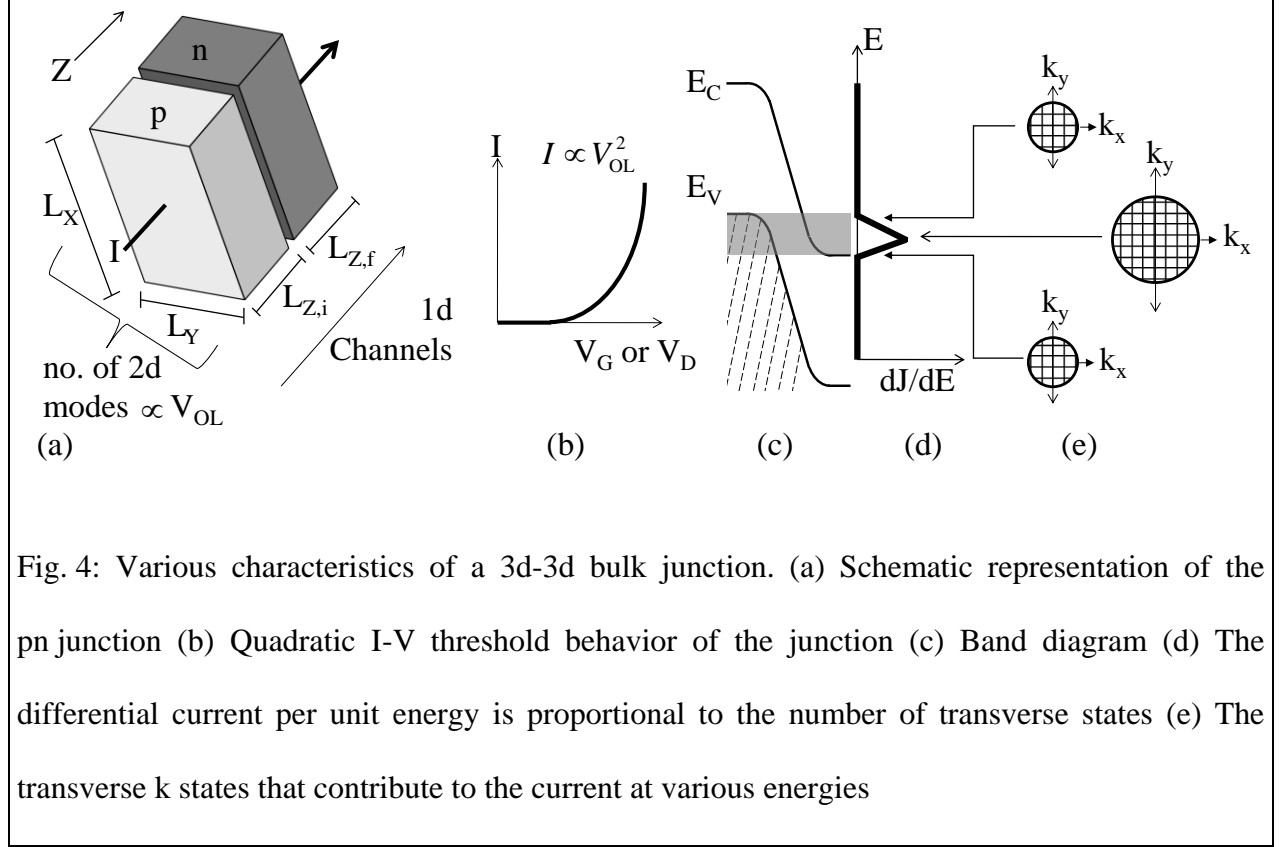 Z
n
p
L_X
I
L_Y
L_Z,i
L_Z,f
no. of 2d
modes ∝ V_OL
1d
Channels
(a)
I
I ∝ V_OL^2
V_G or V_D
(b)
E_C
E_V
(c)
E
dJ/dE
(d)
k_y
k_x
k_y
k_x
k_y
k_x
(e)
Fig. 4: Various characteristics of a 3d-3d bulk junction. (a) Schematic representation of the
pn junction (b) Quadratic I-V threshold behavior of the junction (c) Band diagram (d) The
differential current per unit energy is proportional to the number of transverse states (e) The
transverse k states that contribute to the current at various energies